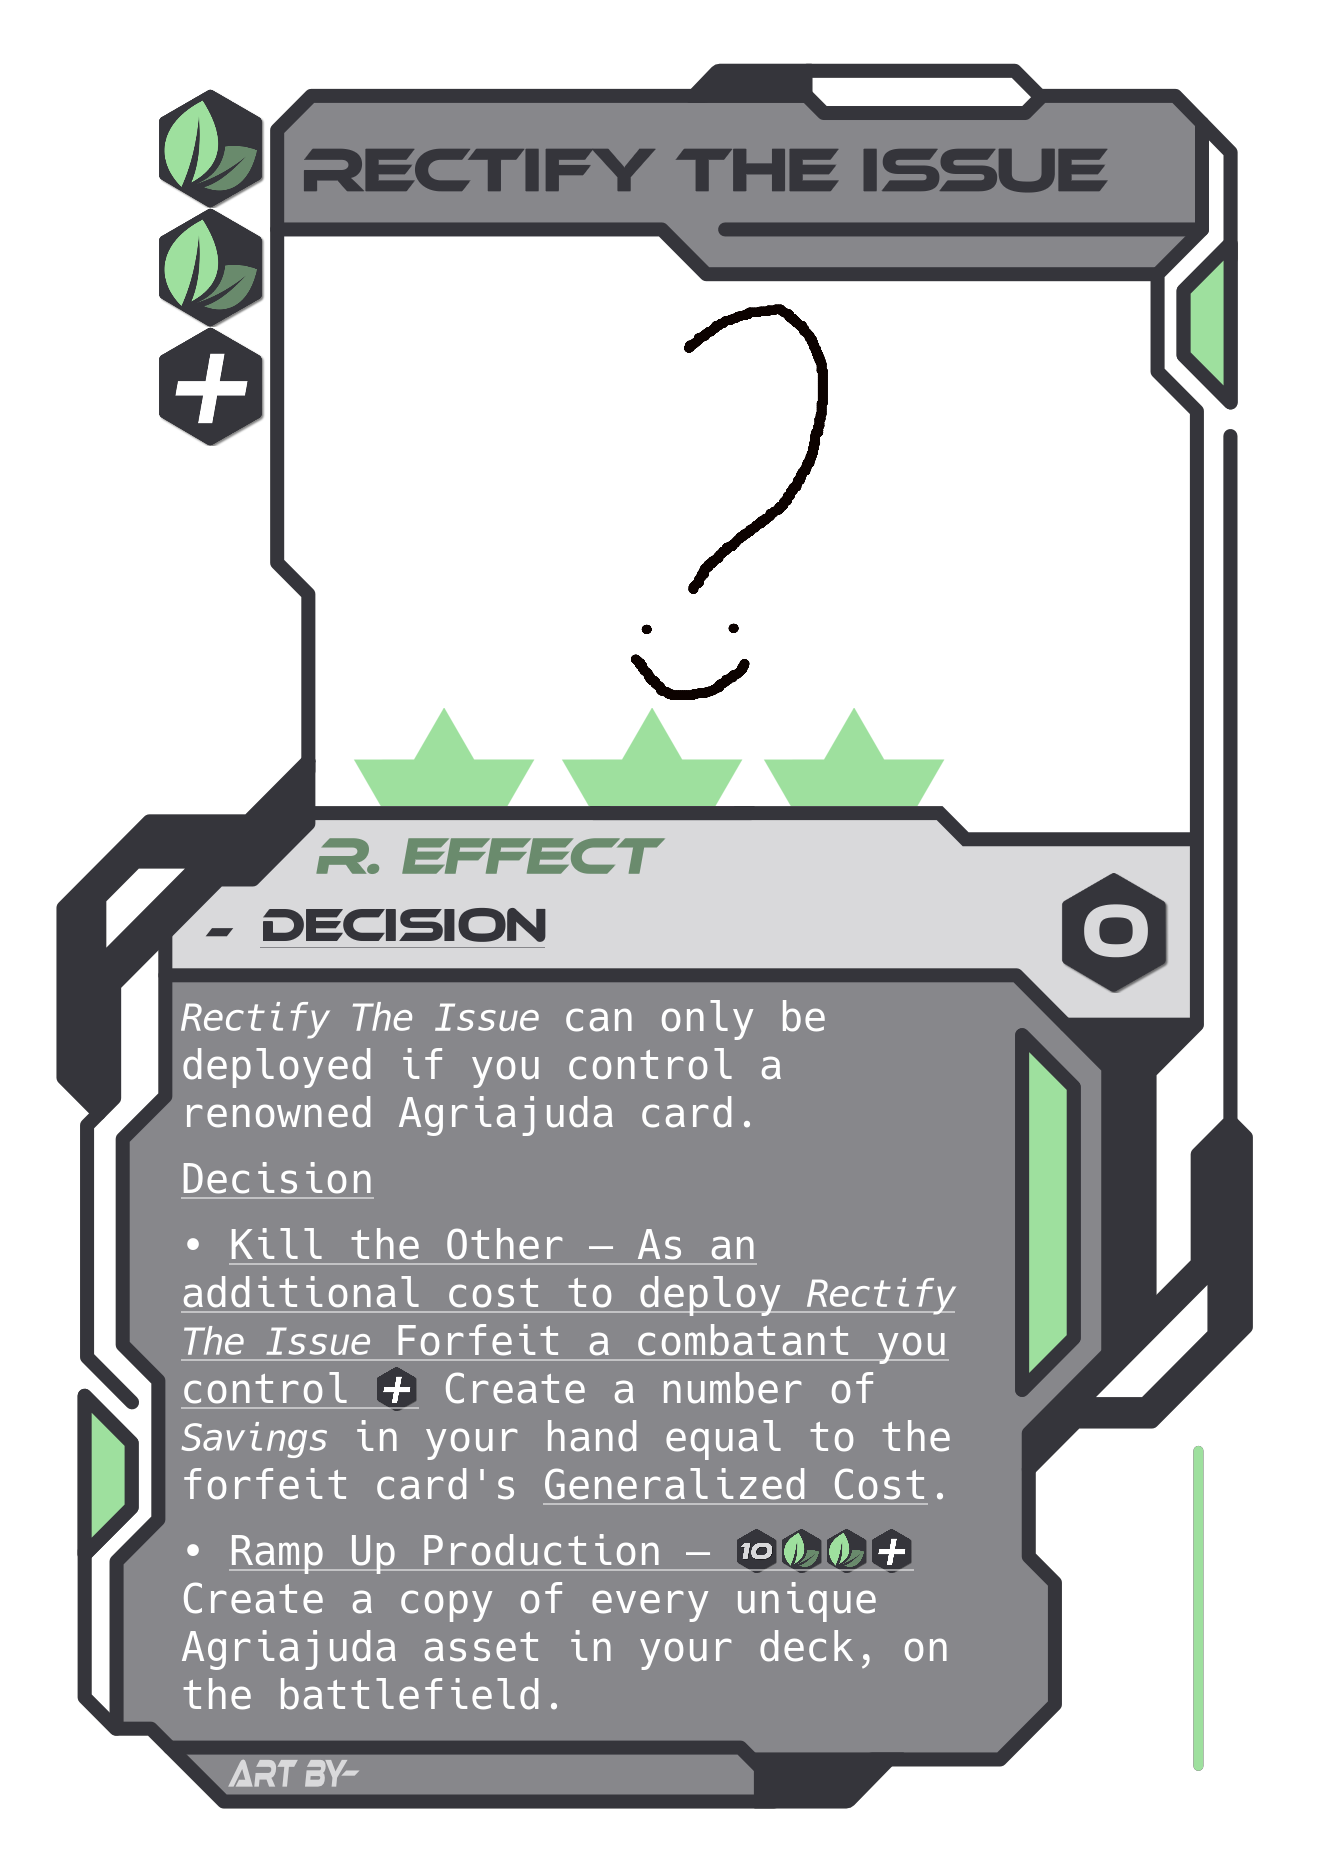 RECTIFY THE ISSUE
+
R. EFFECT
- DECISION
0
Rectify The Issue can only be
deployed if you control a
renowned Agriajuda card.
Decision
• Kill the Other — As an
additional cost to deploy Rectify
The Issue Forfeit a combatant you
control + Create a number of
Savings in your hand equal to the
forfeit card's Generalized Cost.
• Ramp Up Production — 10 +
Create a copy of every unique
Agriajuda asset in your deck, on
the battlefield.
ART BY-